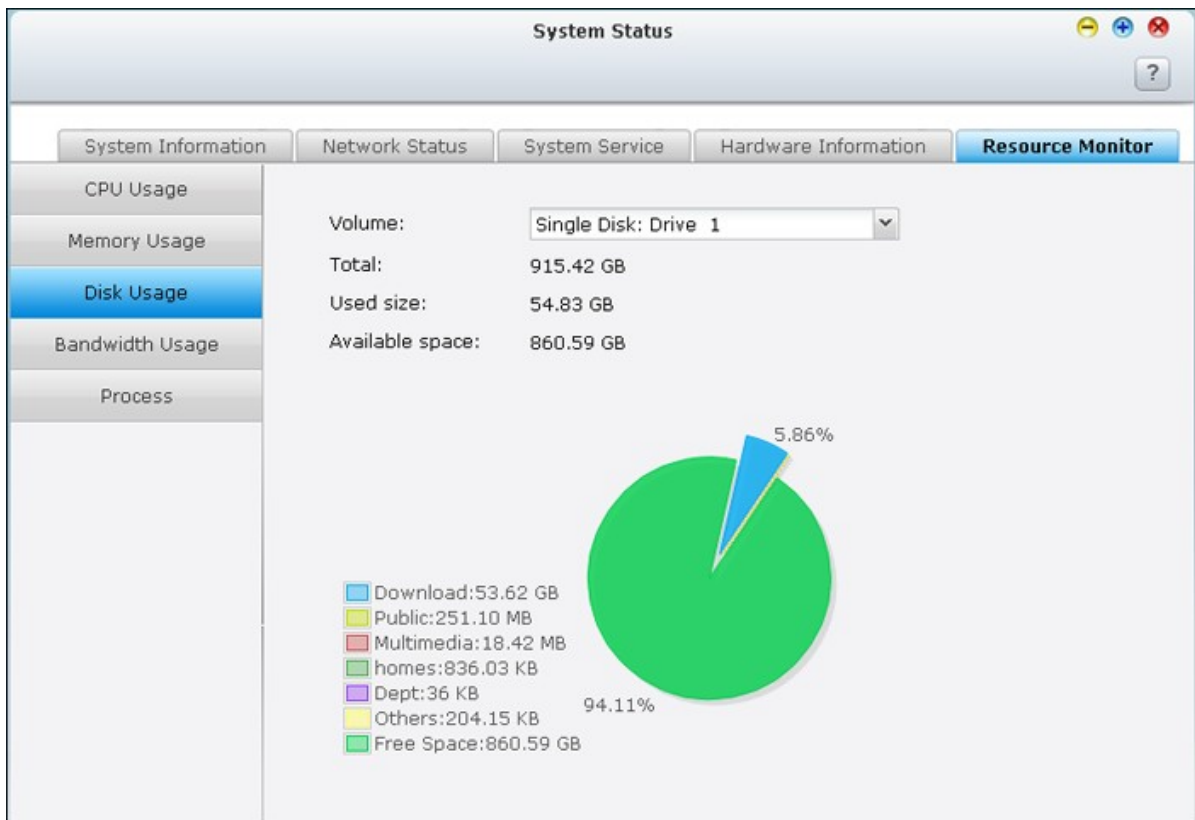 System Status
?
System Information Network Status System Service Hardware Information Resource Monitor
CPU Usage
Memory Usage
Disk Usage
Bandwidth Usage
Process
Volume: Single Disk: Drive 1
Total: 915.42 GB
Used size: 54.83 GB
Available space: 860.59 GB
5.86%
Download:53.62 GB
Public:251.10 MB
Multimedia:18.42 MB
homes:836.03 KB
Dept:36 KB
Others:204.15 KB
Free Space:860.59 GB
94.11%